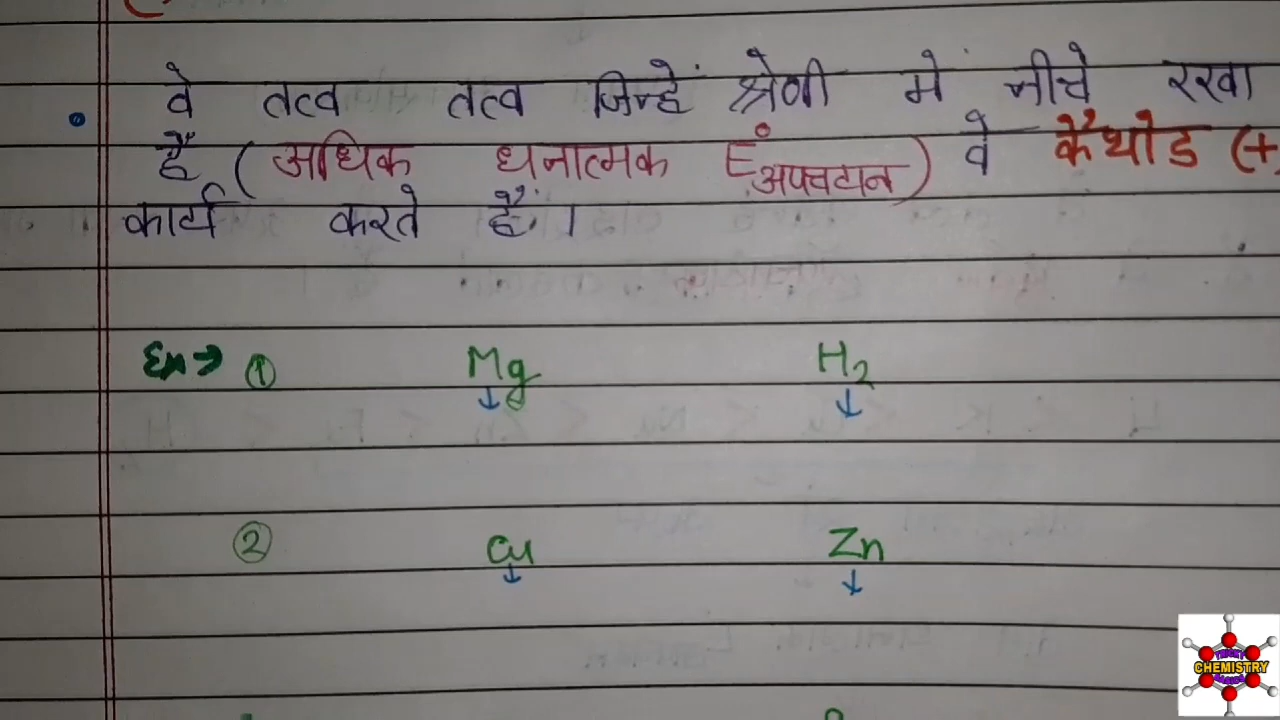 वे तत्व तत्व जिन्हें श्रेणी में नीचे रखा
हैं (अधिक धनात्मक E°अपचयन) वे कैथोड (+
कार्य करते हैं।
Ex → ① Mg H2
↓ ↓
② Cu Zn
↓ ↓
CHEMISTRY